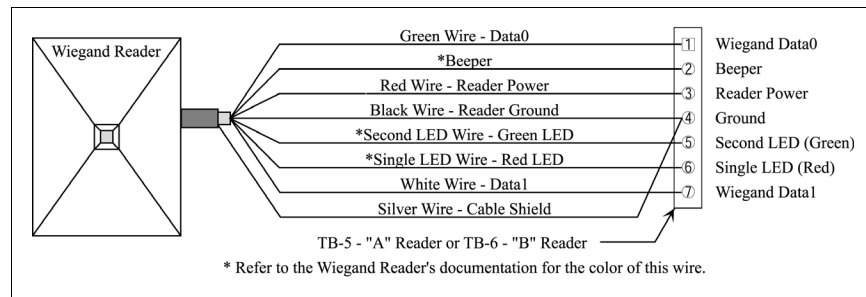 Wiegand Reader
Green Wire - Data0
*Beeper
Red Wire - Reader Power
Black Wire - Reader Ground
*Second LED Wire - Green LED
*Single LED Wire - Red LED
White Wire - Data1
Silver Wire - Cable Shield
1 Wiegand Data0
2 Beeper
3 Reader Power
4 Ground
5 Second LED (Green)
6 Single LED (Red)
7 Wiegand Data1
TB-5 - "A" Reader or TB-6 - "B" Reader
* Refer to the Wiegand Reader's documentation for the color of this wire.